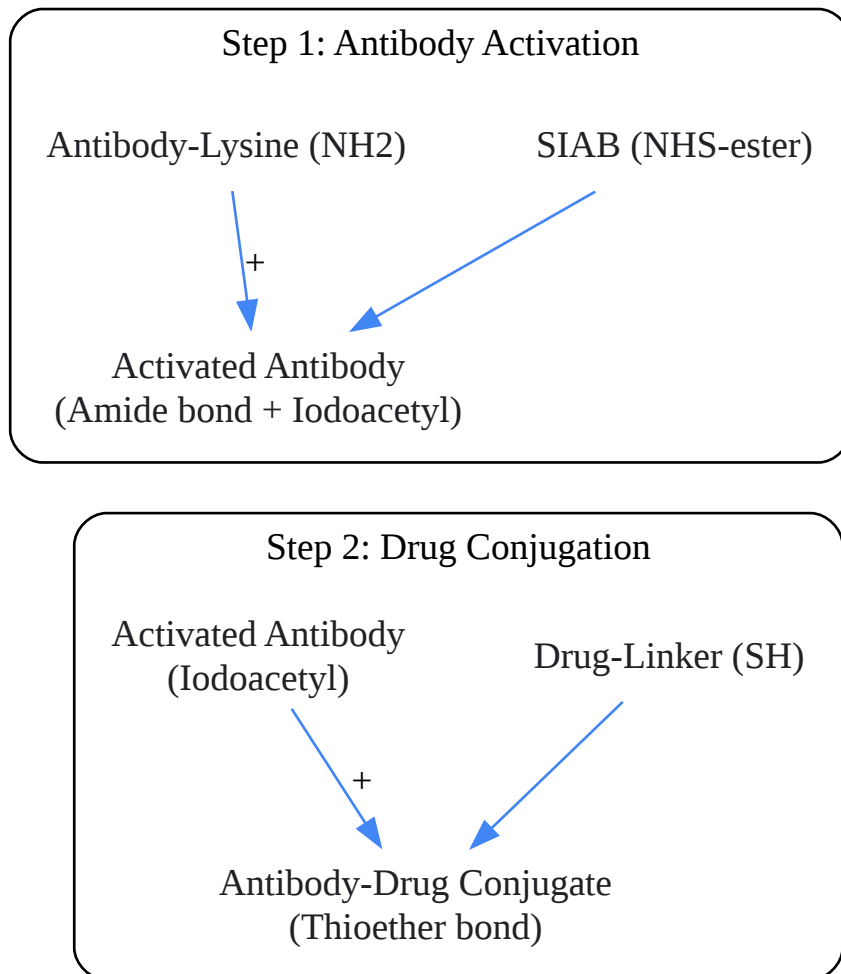 Step 1: Antibody Activation
Antibody-Lysine (NH2)
SIAB (NHS-ester)
+
Activated Antibody
(Amide bond + Iodoacetyl)
Step 2: Drug Conjugation
Activated Antibody
(Iodoacetyl)
Drug-Linker (SH)
+
Antibody-Drug Conjugate
(Thioether bond)